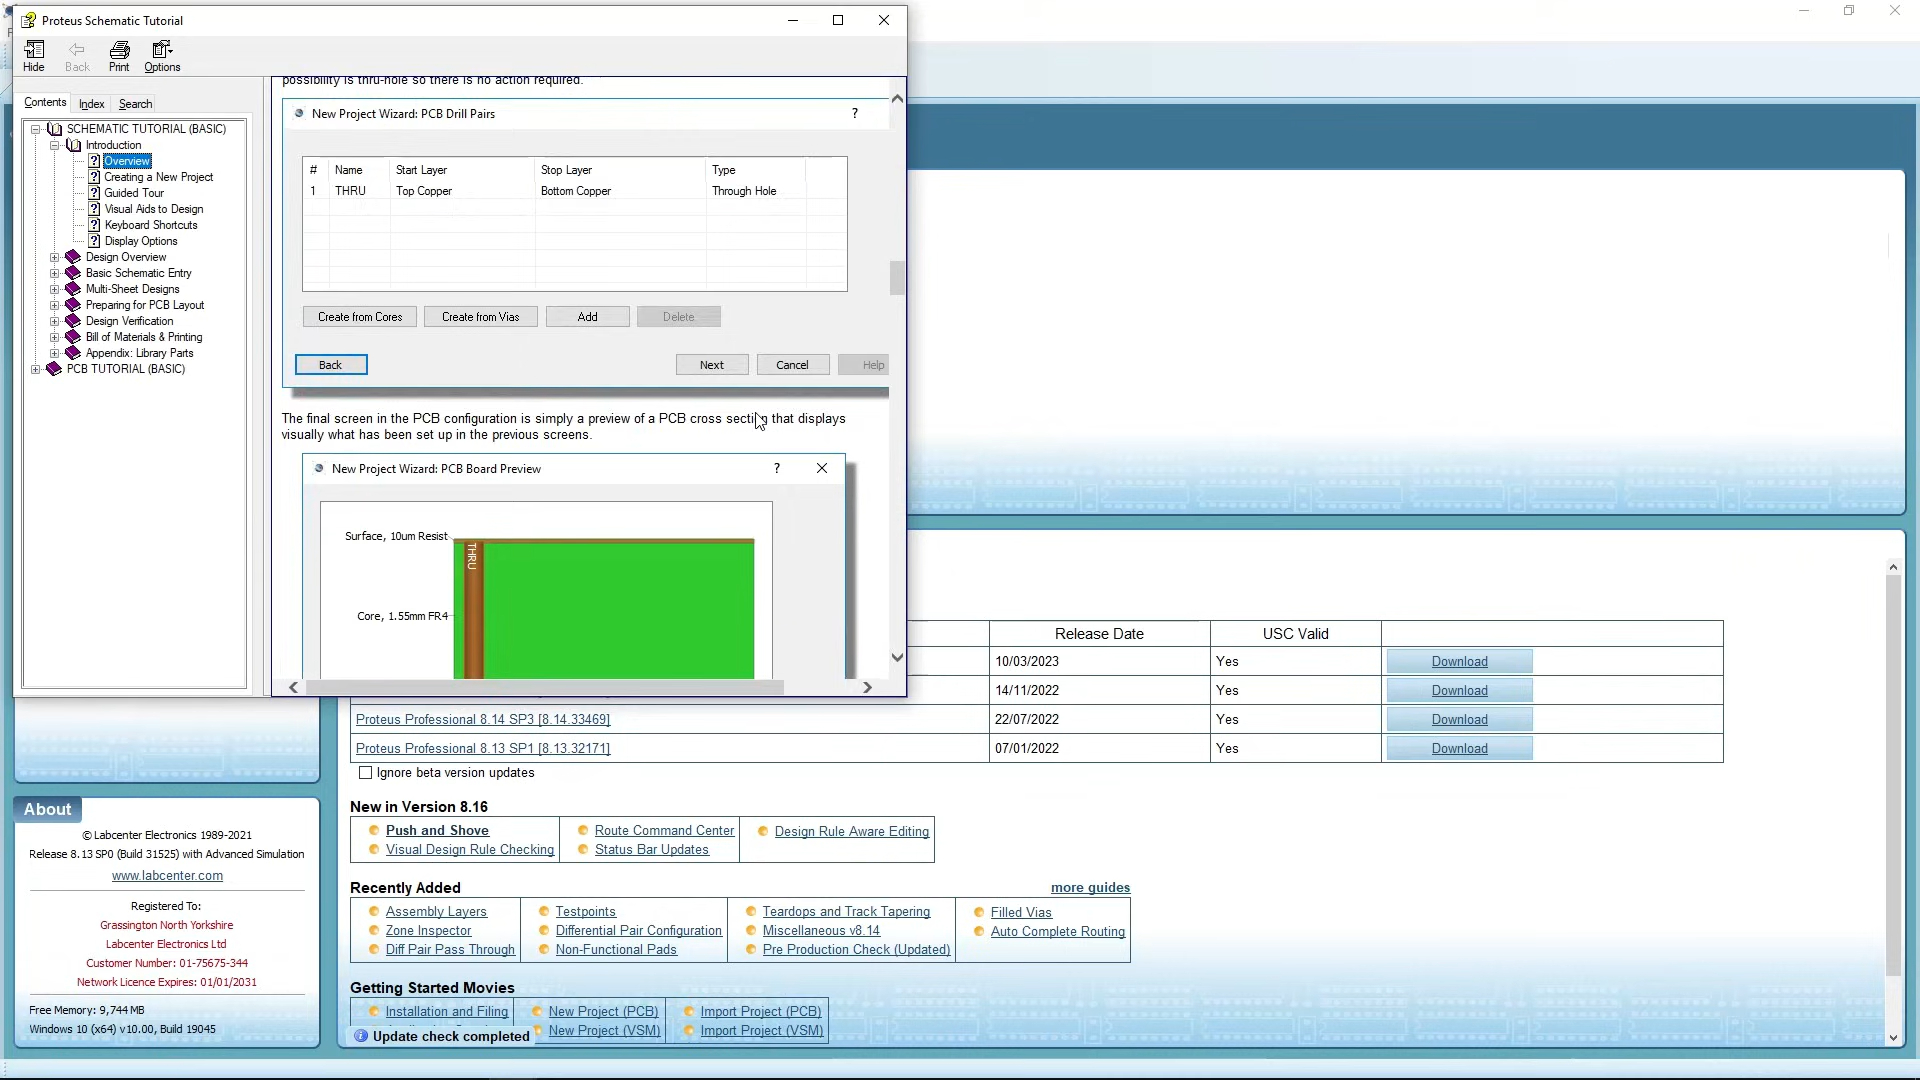 Proteus Schematic Tutorial
Hide
Back
Print
Options
Contents
Index
Search
SCHEMATIC TUTORIAL (BASIC)
Introduction
Overview
Creating a New Project
Guided Tour
Visual Aids to Design
Keyboard Shortcuts
Display Options
Design Overview
Basic Schematic Entry
Multi-Sheet Designs
Preparing for PCB Layout
Design Verification
Bill of Materials & Printing
Appendix: Library Parts
PCB TUTORIAL (BASIC)
possibility is thru-hole so there is no action required.
New Project Wizard: PCB Drill Pairs
?
# Name Start Layer Stop Layer Type
1 THRU Top Copper Bottom Copper Through Hole
Create from Cores Create from Vias Add Delete
Back Next Cancel Help
The final screen in the PCB configuration is simply a preview of a PCB cross section that displays
visually what has been set up in the previous screens.
New Project Wizard: PCB Board Preview
?
Surface, 10um Resist
THRU
Core, 1.55mm FR4
Release Date USC Valid
10/03/2023 Yes Download
14/11/2022 Yes Download
Proteus Professional 8.14 SP3 [8.14.33469] 22/07/2022 Yes Download
Proteus Professional 8.13 SP1 [8.13.32171] 07/01/2022 Yes Download
Ignore beta version updates
New in Version 8.16
Push and Shove Route Command Center Design Rule Aware Editing
Visual Design Rule Checking Status Bar Updates
Recently Added more guides
Assembly Layers Testpoints Teardops and Track Tapering Filled Vias
Zone Inspector Differential Pair Configuration Miscellaneous v8.14 Auto Complete Routing
Diff Pair Pass Through Non-Functional Pads Pre Production Check (Updated)
Getting Started Movies
Installation and Filing New Project (PCB) Import Project (PCB)
New Project (VSM) Import Project (VSM)
Update check completed
About
© Labcenter Electronics 1989-2021
Release 8.13 SP0 (Build 31525) with Advanced Simulation
www.labcenter.com
Registered To:
Grassington North Yorkshire
Labcenter Electronics Ltd
Customer Number: 01-75675-344
Network Licence Expires: 01/01/2031
Free Memory: 9,744 MB
Windows 10 (x64) v10.00, Build 19045